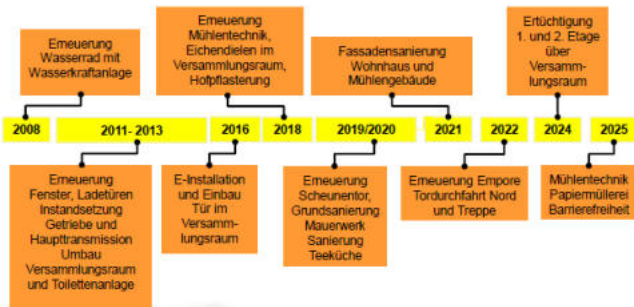 Erneuerung
Wasserrad mit
Wasserkraftanlage
Erneuerung
Mühlentechnik,
Eichendielen im
Versammlungsraum,
Hofpflasterung
Fassadensanierung
Wohnhaus und
Mühlengebäude
Ertüchtigung
1. und 2. Etage
über
Versamm-
lungsraum
2008
2011- 2013
2016
2018
2019/2020
2021
2022
2024
2025
Erneuerung
Fenster, Ladetüren
Instandsetzung
Getriebe und
Haupttransmission
Umbau
Versammlungsraum
und Toilettenanlage
E-Installation
und Einbau
Tür im
Versamm-
lungsraum
Erneuerung
Scheunentor,
Grundsanierung
Mauerwerk
Sanierung
Teeküche
Erneuerung Empore
Tordurchfahrt Nord
und Treppe
Mühlentechnik
Papiermüllerei
Barrierefreiheit